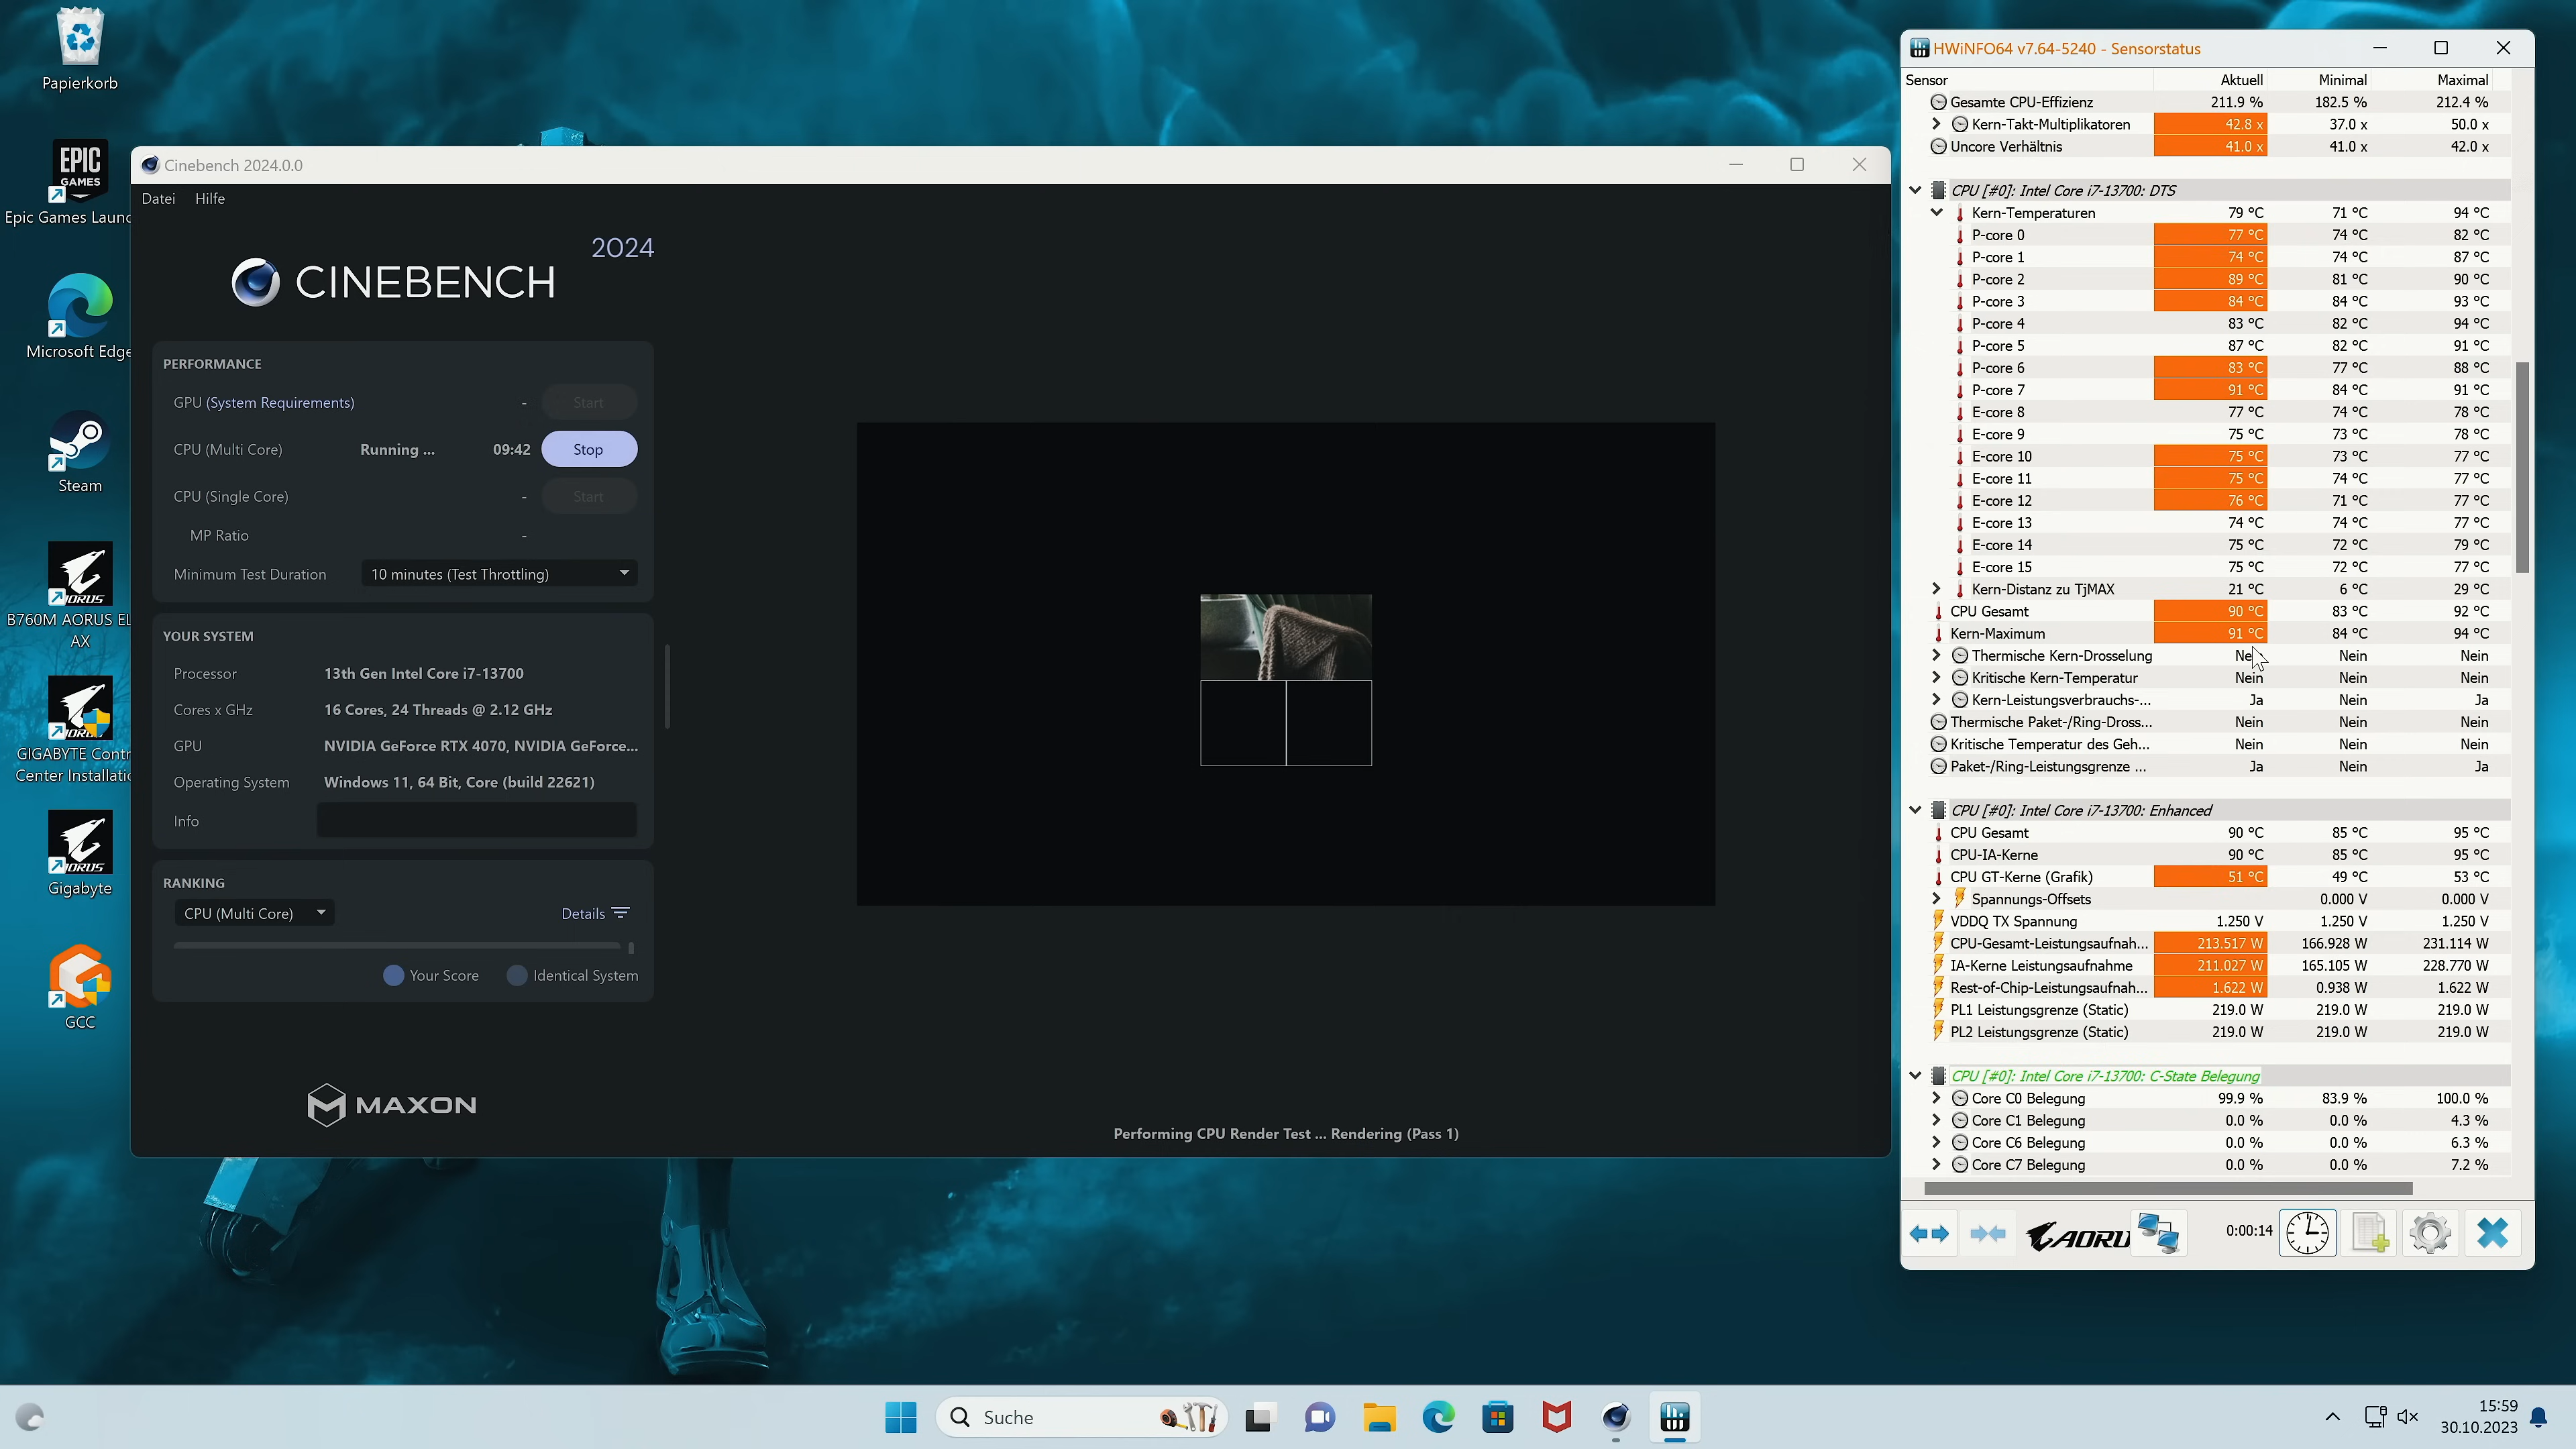 Papierkorb
EPIC
GAMES
Epic Games Launc
Microsoft Edge
Steam
AORUS
B760M AORUS EL
AX
GIGABYTE Contr
Center Installatio
AORUS
Gigabyte
GCC
Cinebench 2024.0.0
Datei Hilfe
2024
CINEBENCH
PERFORMANCE
GPU (System Requirements) - Start
CPU (Multi Core) Running ... 09:42 Stop
CPU (Single Core) - Start
MP Ratio -
Minimum Test Duration 10 minutes (Test Throttling)
YOUR SYSTEM
Processor 13th Gen Intel Core i7-13700
Cores x GHz 16 Cores, 24 Threads @ 2.12 GHz
GPU NVIDIA GeForce RTX 4070, NVIDIA GeForce...
Operating System Windows 11, 64 Bit, Core (build 22621)
Info
RANKING
CPU (Multi Core) Details
Your Score Identical System
MAXON
Performing CPU Render Test ... Rendering (Pass 1)
HWiNFO64 v7.64-5240 - Sensorstatus
Sensor Aktuell Minimal Maximal
Gesamte CPU-Effizienz 211.9 % 182.5 % 212.4 %
Kern-Takt-Multiplikatoren 42.8 x 37.0 x 50.0 x
Uncore Verhältnis 41.0 x 41.0 x 42.0 x
CPU [#0]: Intel Core i7-13700: DTS
Kern-Temperaturen 79 °C 71 °C 94 °C
P-core 0 77 °C 74 °C 82 °C
P-core 1 74 °C 74 °C 87 °C
P-core 2 89 °C 81 °C 90 °C
P-core 3 84 °C 84 °C 93 °C
P-core 4 83 °C 82 °C 94 °C
P-core 5 87 °C 82 °C 91 °C
P-core 6 83 °C 77 °C 88 °C
P-core 7 91 °C 84 °C 91 °C
E-core 8 77 °C 74 °C 78 °C
E-core 9 75 °C 73 °C 78 °C
E-core 10 75 °C 73 °C 77 °C
E-core 11 75 °C 74 °C 77 °C
E-core 12 76 °C 71 °C 77 °C
E-core 13 74 °C 74 °C 77 °C
E-core 14 75 °C 72 °C 79 °C
E-core 15 75 °C 72 °C 77 °C
Kern-Distanz zu TjMAX 21 °C 6 °C 29 °C
CPU Gesamt 90 °C 83 °C 92 °C
Kern-Maximum 91 °C 84 °C 94 °C
Thermische Kern-Drosselung Nein Nein Nein
Kritische Kern-Temperatur Nein Nein Nein
Kern-Leistungsverbrauchs-... Ja Nein Ja
Thermische Paket-/Ring-Dross... Nein Nein Nein
Kritische Temperatur des Geh... Nein Nein Nein
Paket-/Ring-Leistungsgrenze ... Ja Nein Ja
CPU [#0]: Intel Core i7-13700: Enhanced
CPU Gesamt 90 °C 85 °C 95 °C
CPU-IA-Kerne 90 °C 85 °C 95 °C
CPU GT-Kerne (Grafik) 51 °C 49 °C 53 °C
Spannungs-Offsets 0.000 V 0.000 V
VDDQ TX Spannung 1.250 V 1.250 V 1.250 V
CPU-Gesamt-Leistungsaufnah... 213.517 W 166.928 W 231.114 W
IA-Kerne Leistungsaufnahme 211.027 W 165.105 W 228.770 W
Rest-of-Chip-Leistungsaufnah... 1.622 W 0.938 W 1.622 W
PL1 Leistungsgrenze (Static) 219.0 W 219.0 W 219.0 W
PL2 Leistungsgrenze (Static) 219.0 W 219.0 W 219.0 W
CPU [#0]: Intel Core i7-13700: C-State Belegung
Core C0 Belegung 99.9 % 83.9 % 100.0 %
Core C1 Belegung 0.0 % 0.0 % 4.3 %
Core C6 Belegung 0.0 % 0.0 % 6.3 %
Core C7 Belegung 0.0 % 0.0 % 7.2 %
AORU 0:00:14
Suche
15:59
30.10.2023